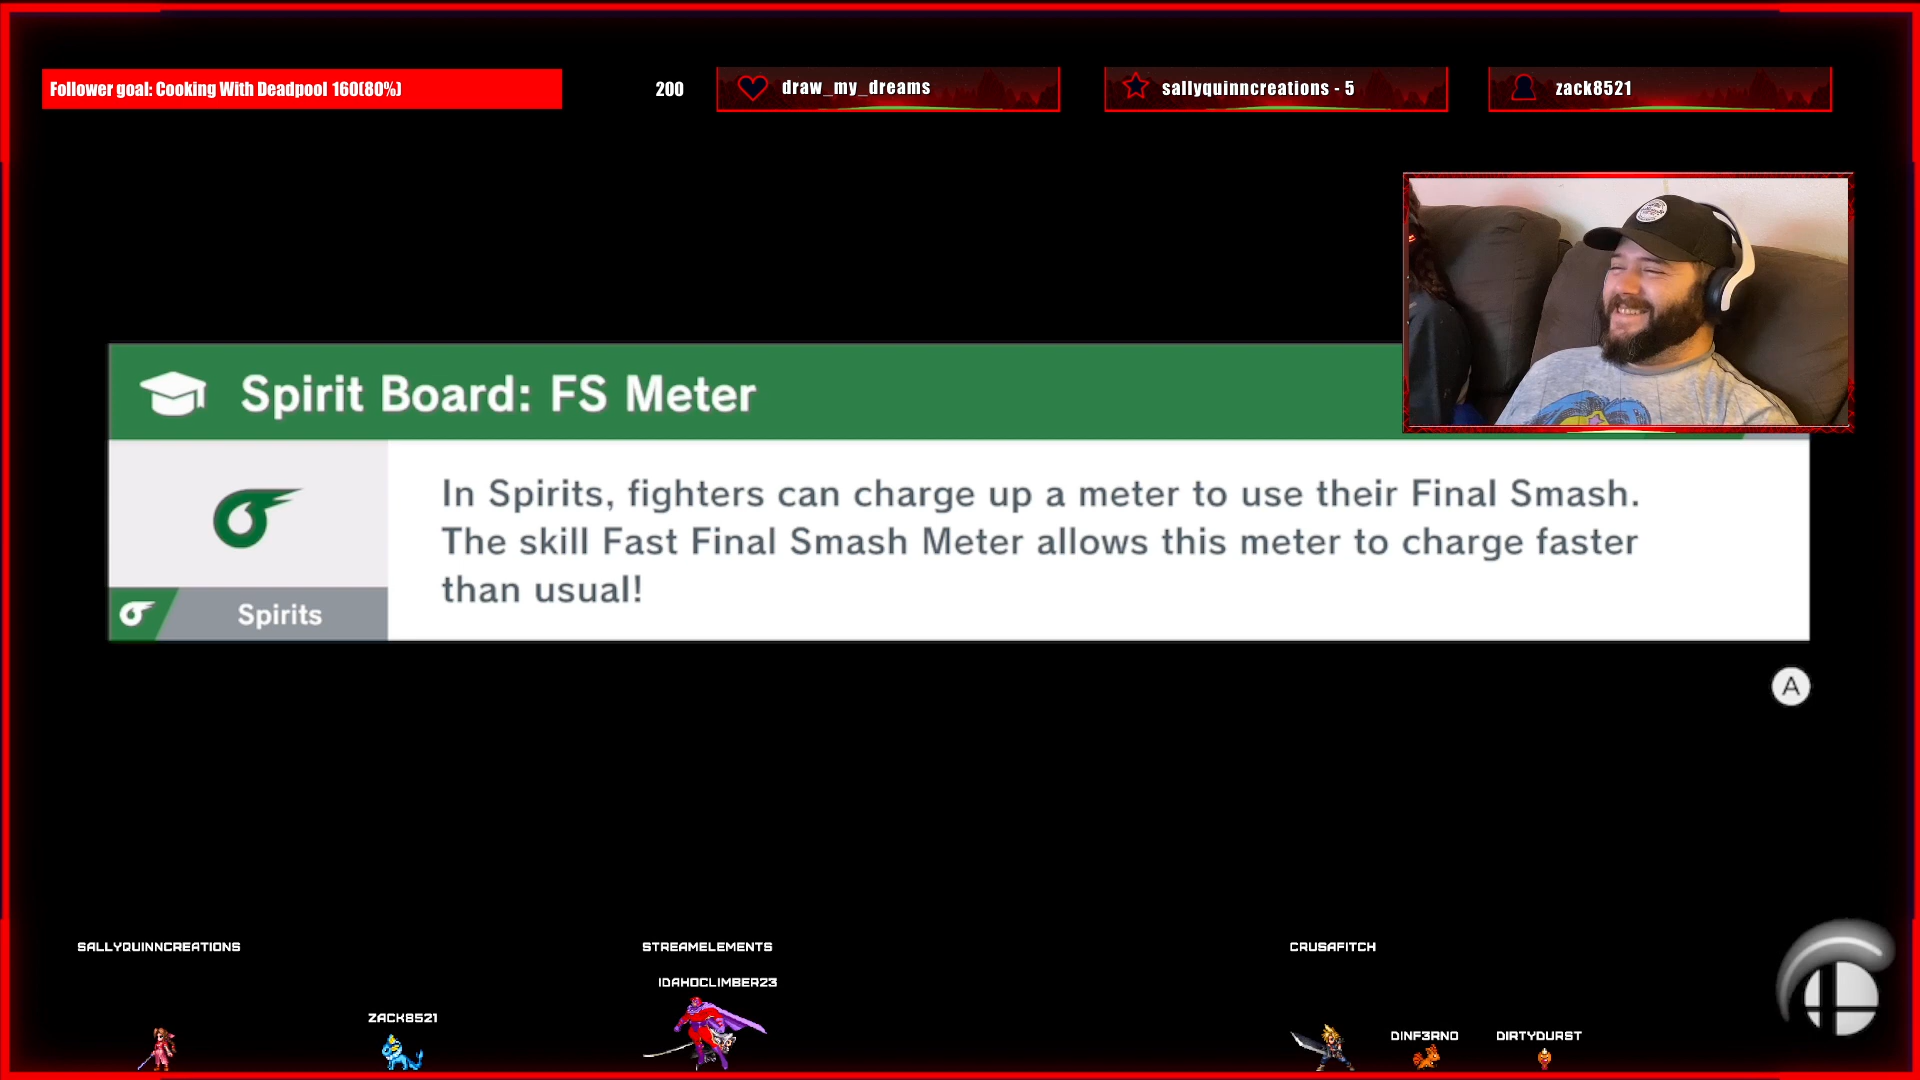 Follower goal: Cooking With Deadpool 160(80%)
200
draw_my_dreams
sallyquinncreations - 5
zack8521
Spirit Board: FS Meter
In Spirits, fighters can charge up a meter to use their Final Smash.
The skill Fast Final Smash Meter allows this meter to charge faster
than usual!
Spirits
A
SALLYQUINNCREATIONS
STREAMELEMENTS
CRUSAFITCH
IDAHOCLIMBER23
ZACK8521
DINF3RNO
DIRTYDURST